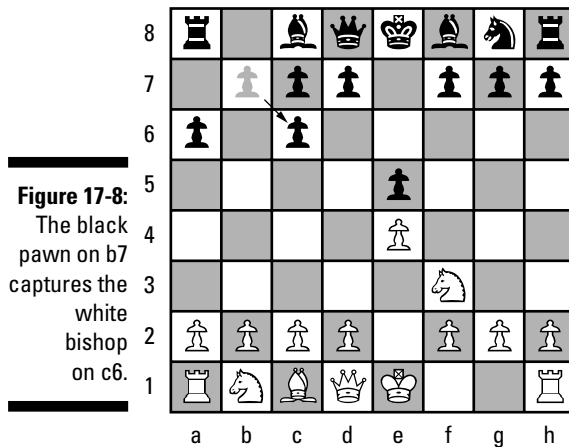 Figure 17-8:
The black
pawn on b7
captures the
white
bishop
on c6.
8
7
6
5
4
3
2
1
a b c d e f g h